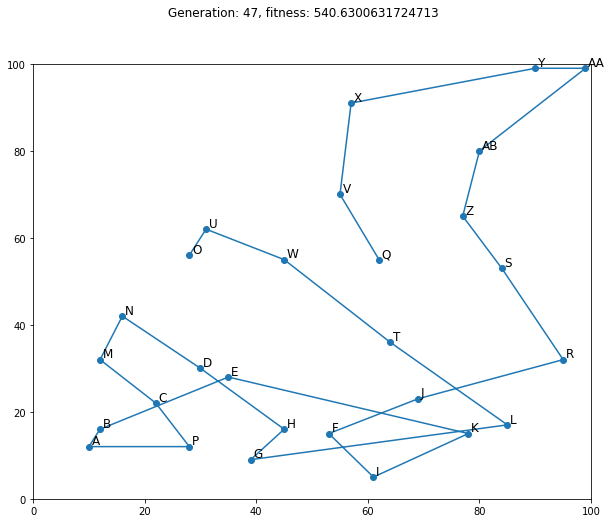 Generation: 47, fitness: 540.6300631724713
100
Y
AA
X
80
AB
V
Z
U
60
O
W
Q
S
N
40
T
M
D
E
R
C
J
20
B
H
F
K
L
A
P
G
I
0
0
20
40
60
80
100